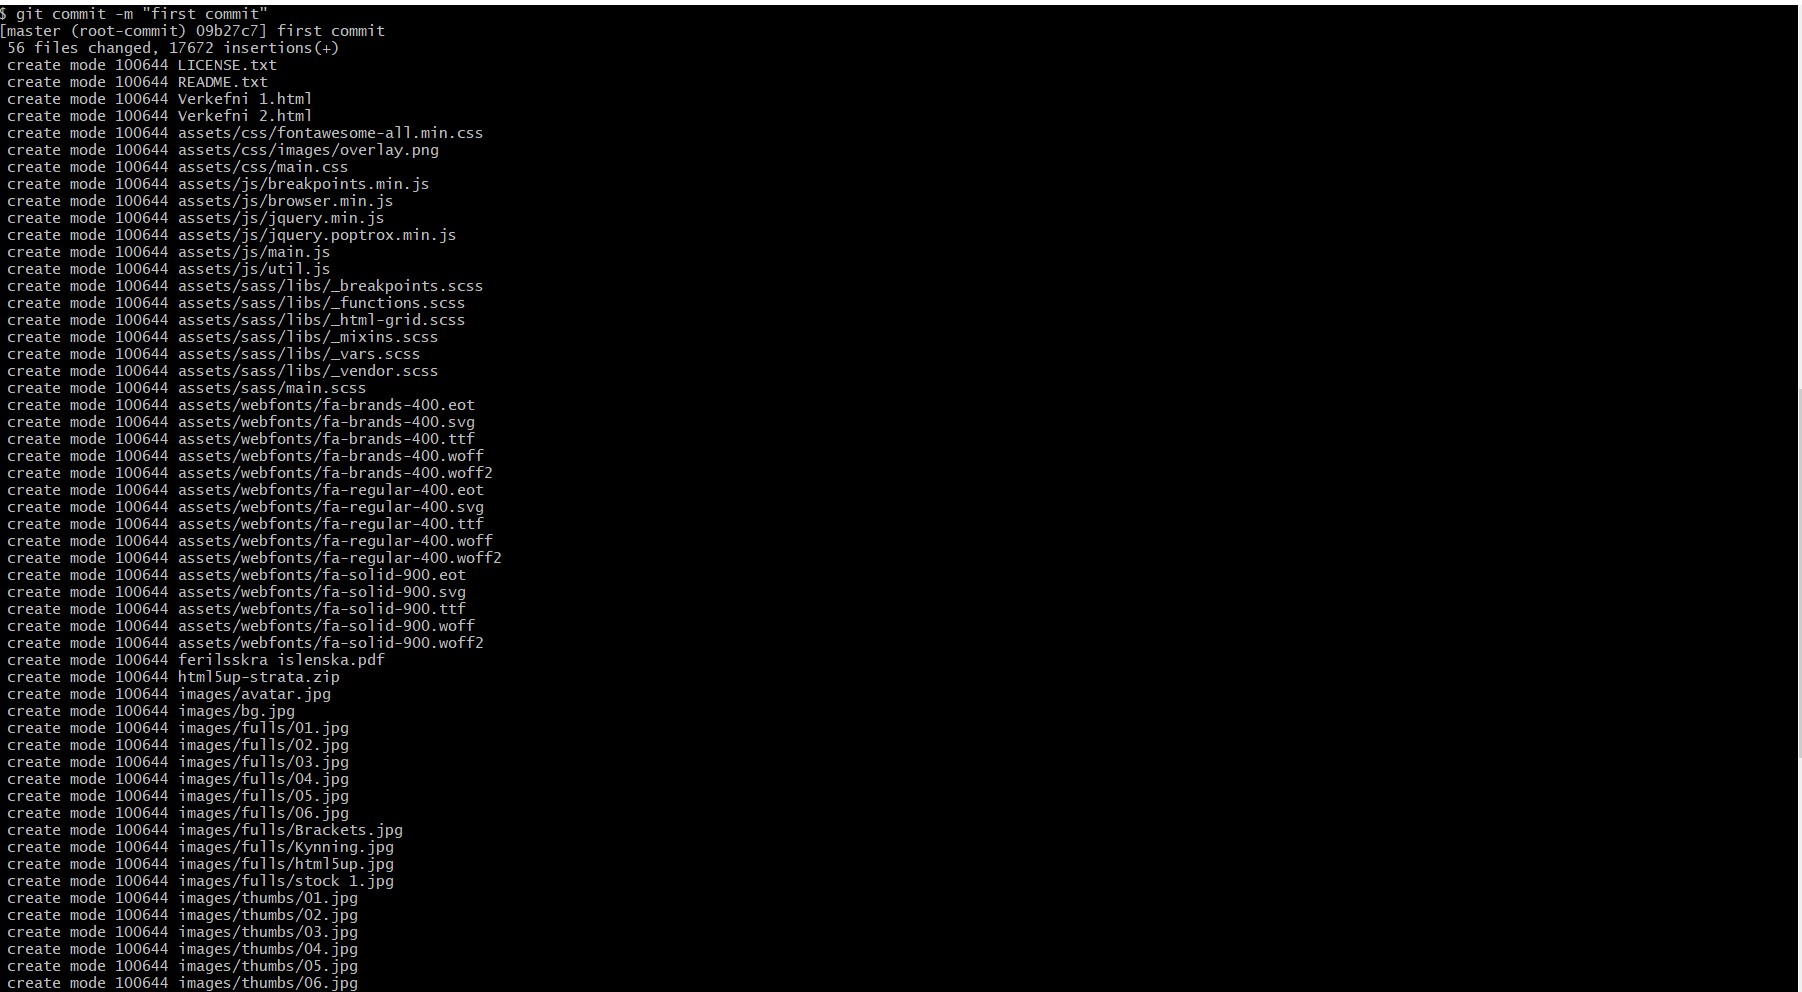 $ git commit -m "first commit"
[master (root-commit) 09b27c7] first commit
 56 files changed, 17672 insertions(+)
 create mode 100644 LICENSE.txt
 create mode 100644 README.txt
 create mode 100644 Verkefni 1.html
 create mode 100644 Verkefni 2.html
 create mode 100644 assets/css/fontawesome-all.min.css
 create mode 100644 assets/css/images/overlay.png
 create mode 100644 assets/css/main.css
 create mode 100644 assets/js/breakpoints.min.js
 create mode 100644 assets/js/browser.min.js
 create mode 100644 assets/js/jquery.min.js
 create mode 100644 assets/js/jquery.poptrox.min.js
 create mode 100644 assets/js/main.js
 create mode 100644 assets/js/util.js
 create mode 100644 assets/sass/libs/_breakpoints.scss
 create mode 100644 assets/sass/libs/_functions.scss
 create mode 100644 assets/sass/libs/_html-grid.scss
 create mode 100644 assets/sass/libs/_mixins.scss
 create mode 100644 assets/sass/libs/_vars.scss
 create mode 100644 assets/sass/libs/_vendor.scss
 create mode 100644 assets/sass/main.scss
 create mode 100644 assets/webfonts/fa-brands-400.eot
 create mode 100644 assets/webfonts/fa-brands-400.svg
 create mode 100644 assets/webfonts/fa-brands-400.ttf
 create mode 100644 assets/webfonts/fa-brands-400.woff
 create mode 100644 assets/webfonts/fa-brands-400.woff2
 create mode 100644 assets/webfonts/fa-regular-400.eot
 create mode 100644 assets/webfonts/fa-regular-400.svg
 create mode 100644 assets/webfonts/fa-regular-400.ttf
 create mode 100644 assets/webfonts/fa-regular-400.woff
 create mode 100644 assets/webfonts/fa-regular-400.woff2
 create mode 100644 assets/webfonts/fa-solid-900.eot
 create mode 100644 assets/webfonts/fa-solid-900.svg
 create mode 100644 assets/webfonts/fa-solid-900.ttf
 create mode 100644 assets/webfonts/fa-solid-900.woff
 create mode 100644 assets/webfonts/fa-solid-900.woff2
 create mode 100644 ferilsskra islenska.pdf
 create mode 100644 html5up-strata.zip
 create mode 100644 images/avatar.jpg
 create mode 100644 images/bg.jpg
 create mode 100644 images/fulls/01.jpg
 create mode 100644 images/fulls/02.jpg
 create mode 100644 images/fulls/03.jpg
 create mode 100644 images/fulls/04.jpg
 create mode 100644 images/fulls/05.jpg
 create mode 100644 images/fulls/06.jpg
 create mode 100644 images/fulls/Brackets.jpg
 create mode 100644 images/fulls/Kynning.jpg
 create mode 100644 images/fulls/html5up.jpg
 create mode 100644 images/fulls/stock 1.jpg
 create mode 100644 images/thumbs/01.jpg
 create mode 100644 images/thumbs/02.jpg
 create mode 100644 images/thumbs/03.jpg
 create mode 100644 images/thumbs/04.jpg
 create mode 100644 images/thumbs/05.jpg
 create mode 100644 images/thumbs/06.jpg